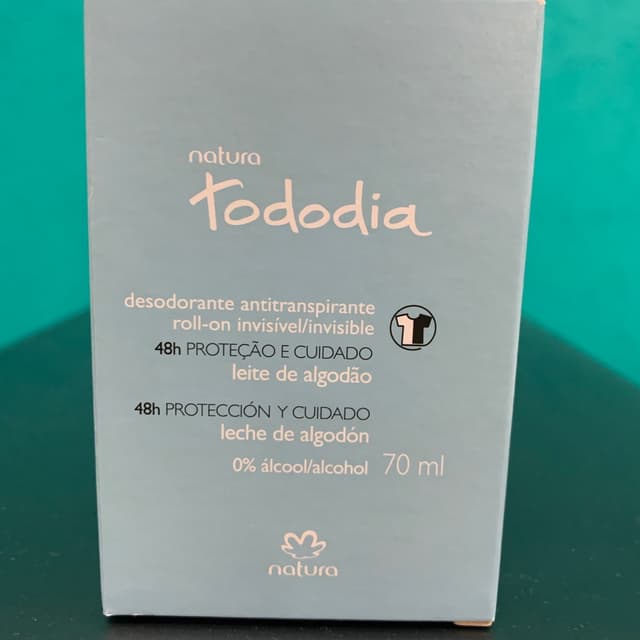 natura
tododia
desodorante antitranspirante
roll-on invisível/invisible
48h PROTEÇÃO E CUIDADO
leite de algodão
48h PROTECCIÓN Y CUIDADO
leche de algodón
0% álcool/alcohol 70 ml
natura